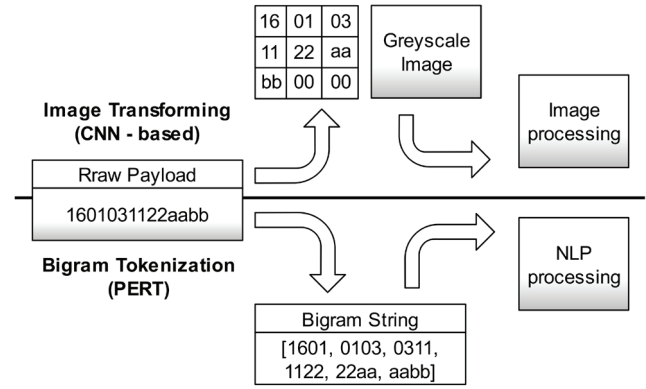 16 01 03
11 22 aa
bb 00 00
Greyscale
Image
Image Transforming
(CNN - based)
Image
processing
Rraw Payload
1601031122aabb
Bigram Tokenization
(PERT)
NLP
processing
Bigram String
[1601, 0103, 0311,
1122, 22aa, aabb]